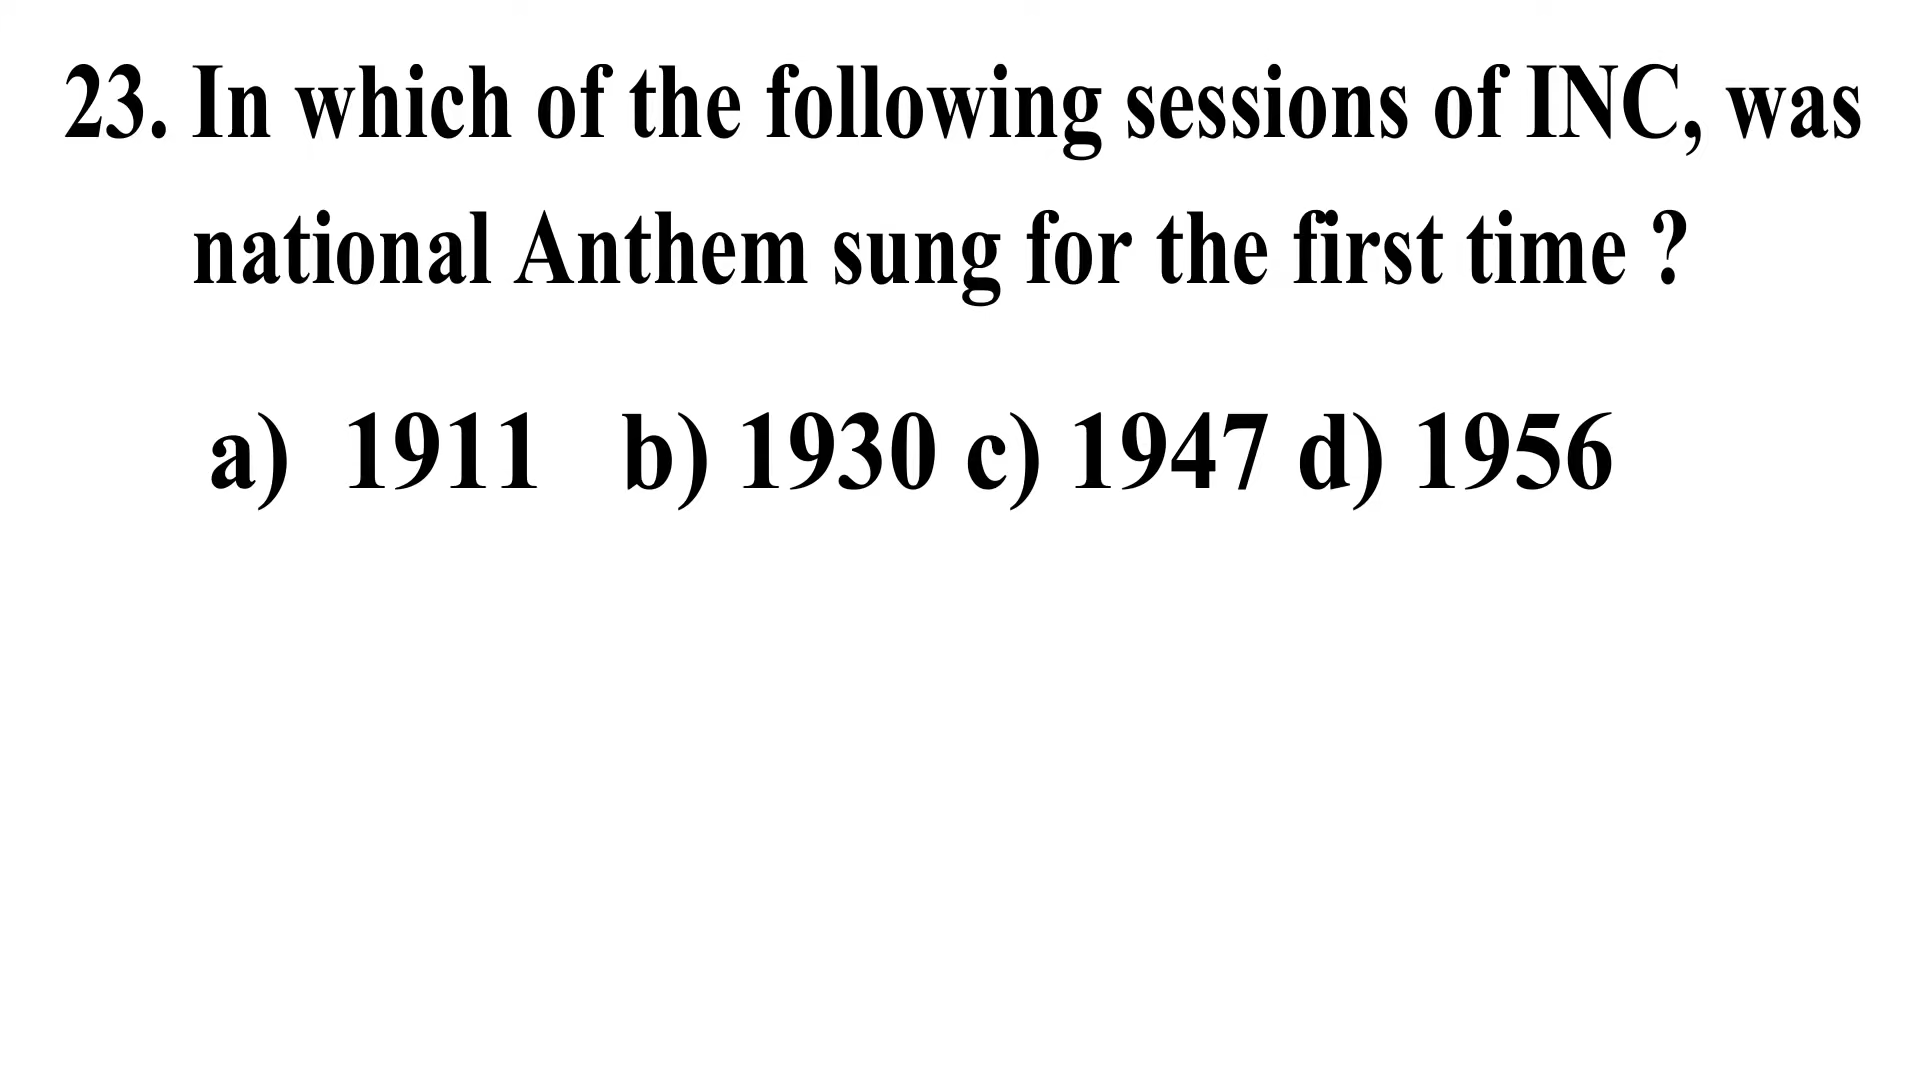 23. In which of the following sessions of INC, was
national Anthem sung for the first time ?
a) 1911 b) 1930 c) 1947 d) 1956